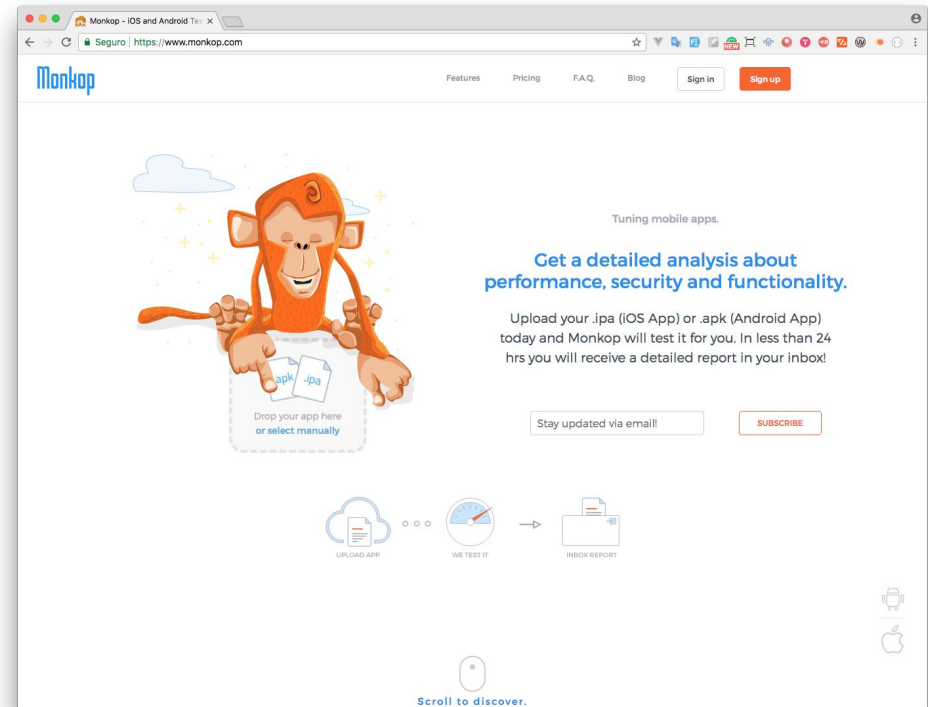 Monkop - iOS and Android Tes
Seguro | https://www.monkop.com
NEW
Monkop
Features Pricing F.A.Q. Blog Sign in Sign up
Tuning mobile apps.
Get a detailed analysis about
performance, security and functionality.
Upload your .ipa (iOS App) or .apk (Android App)
today and Monkop will test it for you. In less than 24
hrs you will receive a detailed report in your inbox!
apk .ipa
Drop your app here
or select manually
Stay updated via email! SUBSCRIBE
UPLOAD APP WE TEST IT INBOX REPORT
Scroll to discover.